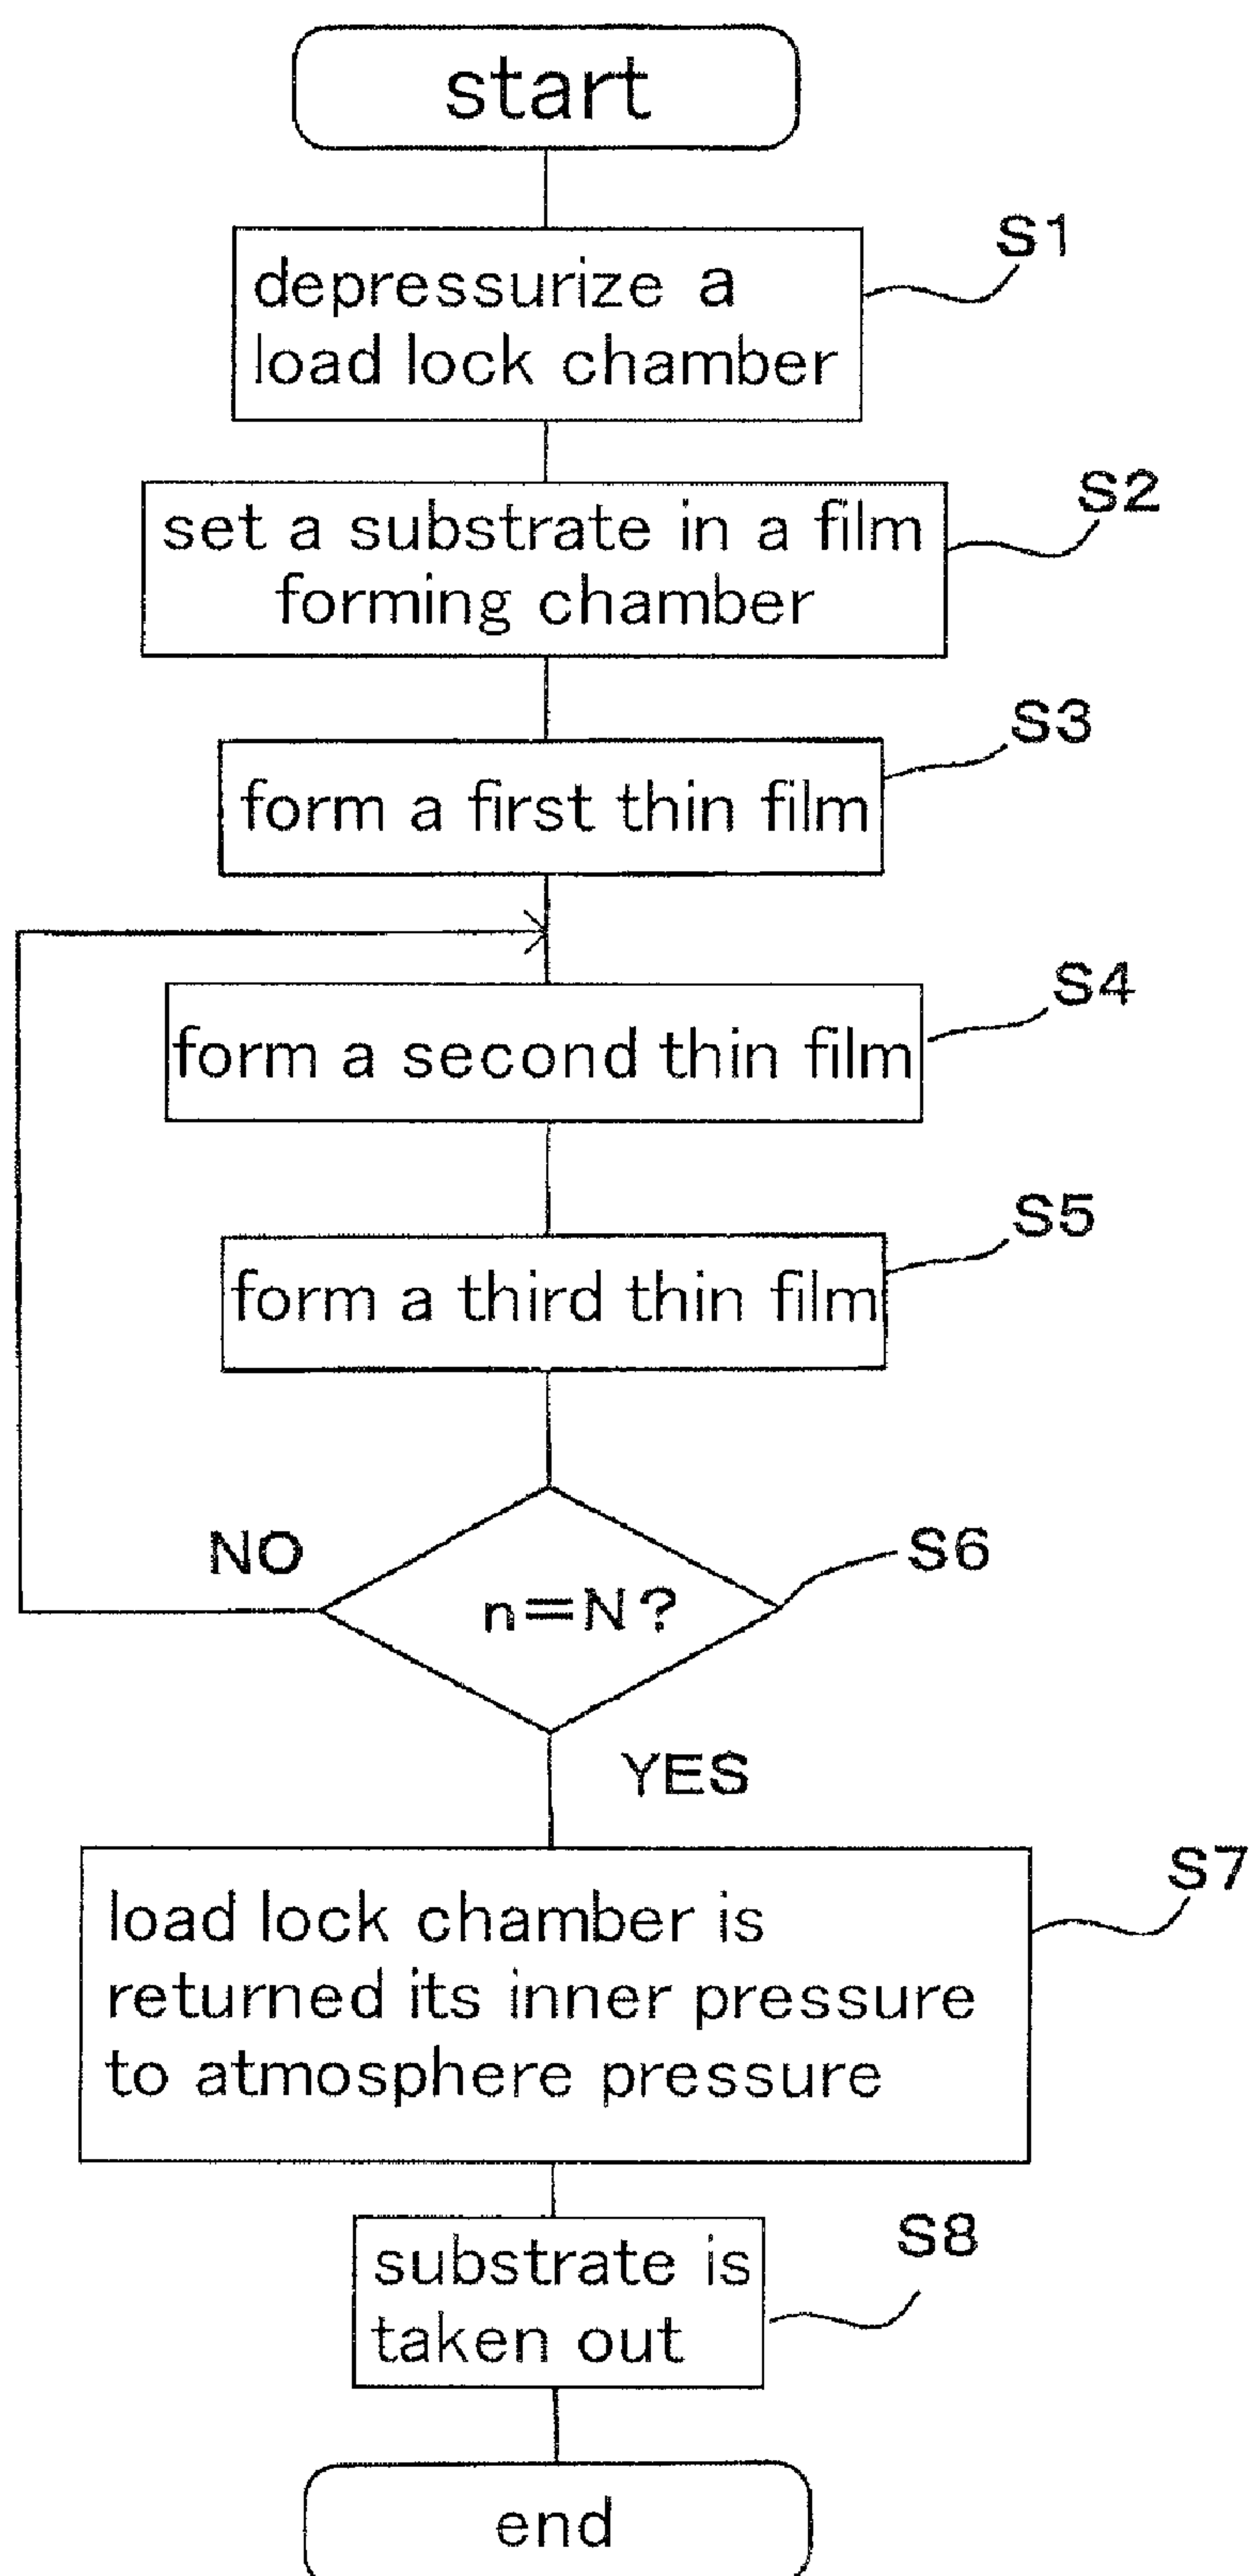 start
S1
depressurize a
load lock chamber
S2
set a substrate in a film
forming chamber
S3
form a first thin film
S4
form a second thin film
S5
form a third thin film
NO
S6
n=N?
YES
S7
load lock chamber is
returned its inner pressure
to atmosphere pressure
S8
substrate is
taken out
end